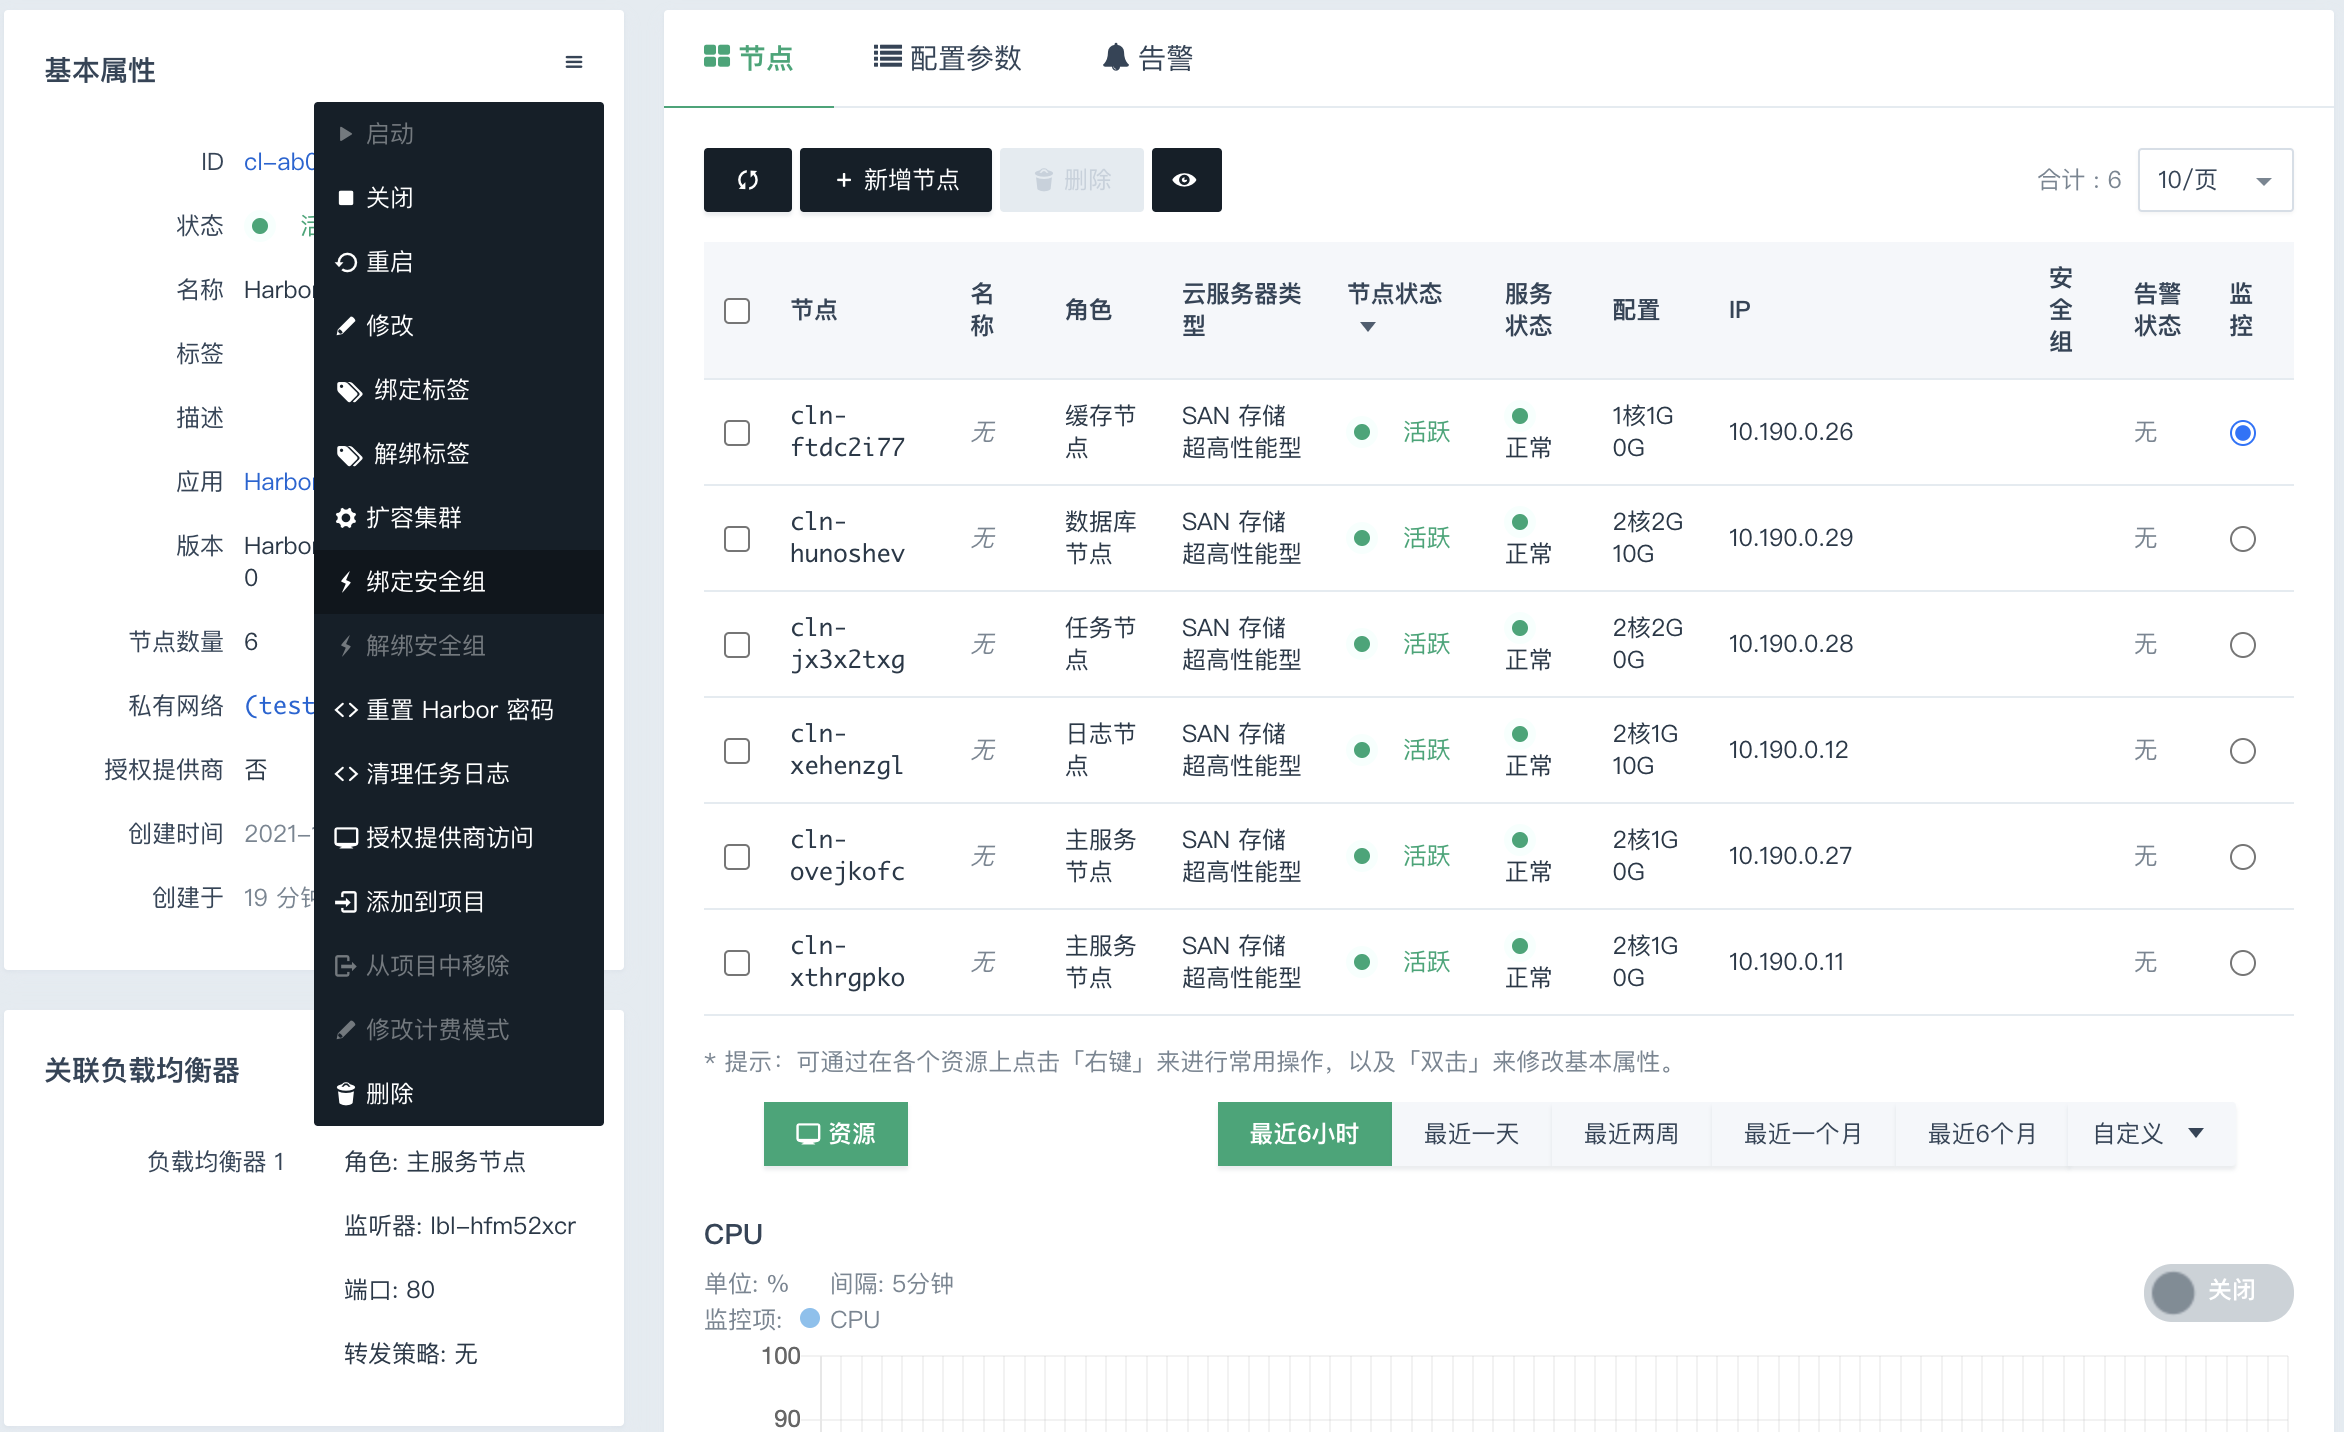 基本属性
ID cl-ab0
状态 活
名称 Harbor
标签
描述
应用 Harbor
版本 Harbor
0
节点数量 6
私有网络 (test
授权提供商 否
创建时间 2021-
创建于 19 分钟
启动
关闭
重启
修改
绑定标签
解绑标签
扩容集群
绑定安全组
解绑安全组
重置 Harbor 密码
清理任务日志
授权提供商访问
添加到项目
从项目中移除
修改计费模式
删除
关联负载均衡器
负载均衡器 1 角色: 主服务节点
监听器: lbl-hfm52xcr
端口: 80
转发策略: 无
节点 配置参数 告警
+ 新增节点 删除 合计 : 6 10/页
节点 名称 角色 云服务器类型 节点状态 服务状态 配置 IP 安全组 告警状态 监控
cln-ftdc2i77 无 缓存节点 SAN 存储 超高性能型 活跃 正常 1核1G 0G 10.190.0.26 无
cln-hunoshev 无 数据库节点 SAN 存储 超高性能型 活跃 正常 2核2G 10G 10.190.0.29 无
cln-jx3x2txg 无 任务节点 SAN 存储 超高性能型 活跃 正常 2核2G 0G 10.190.0.28 无
cln-xehenzgl 无 日志节点 SAN 存储 超高性能型 活跃 正常 2核1G 10G 10.190.0.12 无
cln-ovejkofc 无 主服务节点 SAN 存储 超高性能型 活跃 正常 2核1G 0G 10.190.0.27 无
cln-xthrgpko 无 主服务节点 SAN 存储 超高性能型 活跃 正常 2核1G 0G 10.190.0.11 无
* 提示：可通过在各个资源上点击「右键」来进行常用操作，以及「双击」来修改基本属性。
资源 最近6小时 最近一天 最近两周 最近一个月 最近6个月 自定义
CPU
单位: % 间隔: 5分钟
监控项: CPU
关闭
100
90